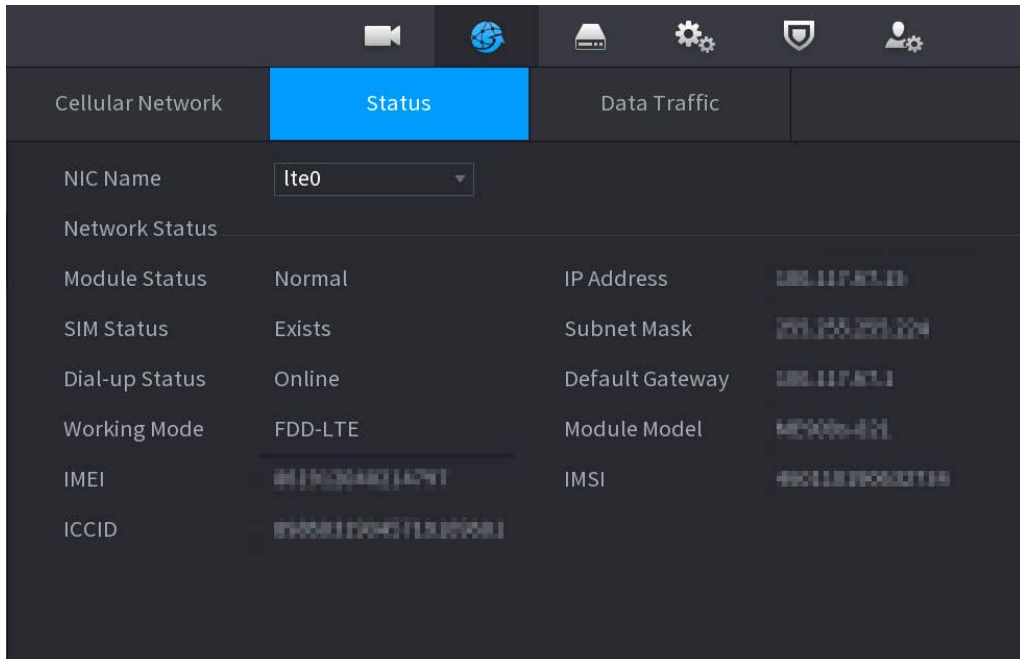 Cellular Network Status Data Traffic
NIC Name lte0
Network Status
Module Status Normal IP Address
SIM Status Exists Subnet Mask
Dial-up Status Online Default Gateway
Working Mode FDD-LTE Module Model
IMEI IMSI
ICCID